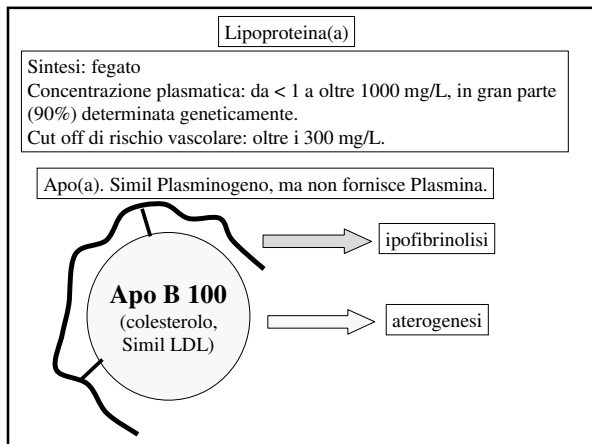 Lipoproteina(a)
Sintesi: fegato
Concentrazione plasmatica: da < 1 a oltre 1000 mg/L, in gran parte
(90%) determinata geneticamente.
Cut off di rischio vascolare: oltre i 300 mg/L.
Apo(a). Simil Plasminogeno, ma non fornisce Plasmina.
ipofibrinolisi
Apo B 100
(colesterolo,
Simil LDL)
aterogenesi